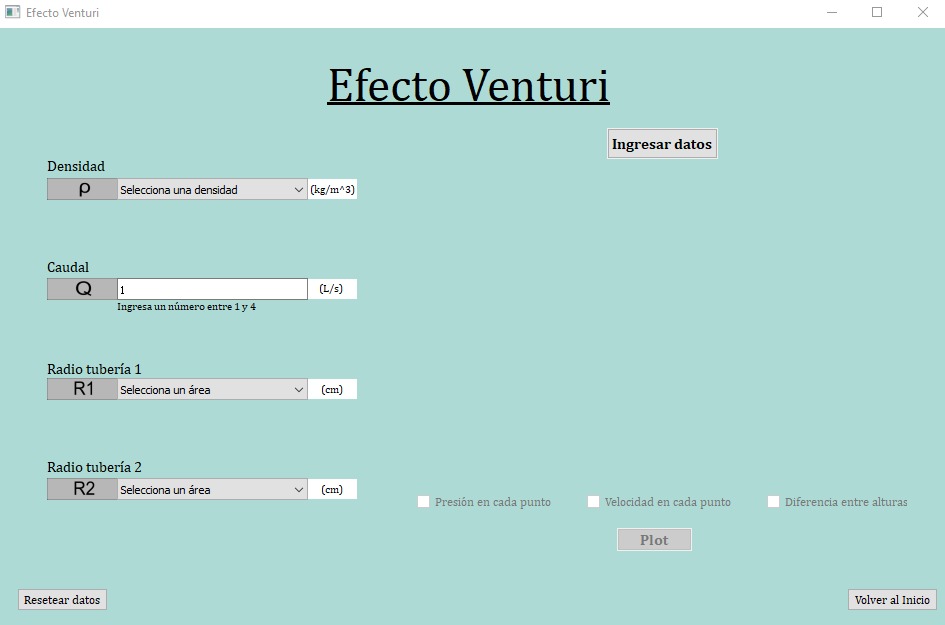 Efecto Venturi
Efecto Venturi
Ingresar datos
Densidad
ρ Selecciona una densidad (kg/m^3)
Caudal
Q 1 (L/s)
Ingresa un número entre 1 y 4
Radio tubería 1
R1 Selecciona un área (cm)
Radio tubería 2
R2 Selecciona un área (cm)
Presión en cada punto Velocidad en cada punto Diferencia entre alturas
Plot
Resetear datos Volver al Inicio